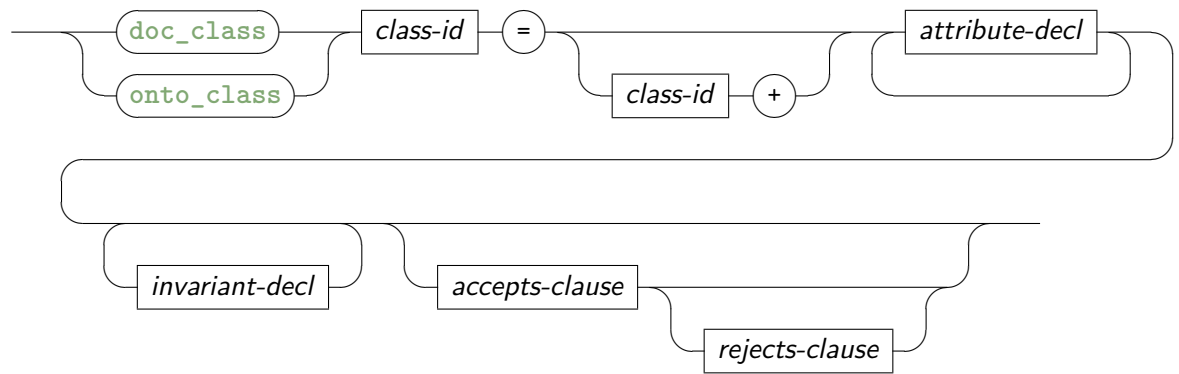 doc_class class-id = attribute-decl
onto_class class-id +
invariant-decl accepts-clause
rejects-clause